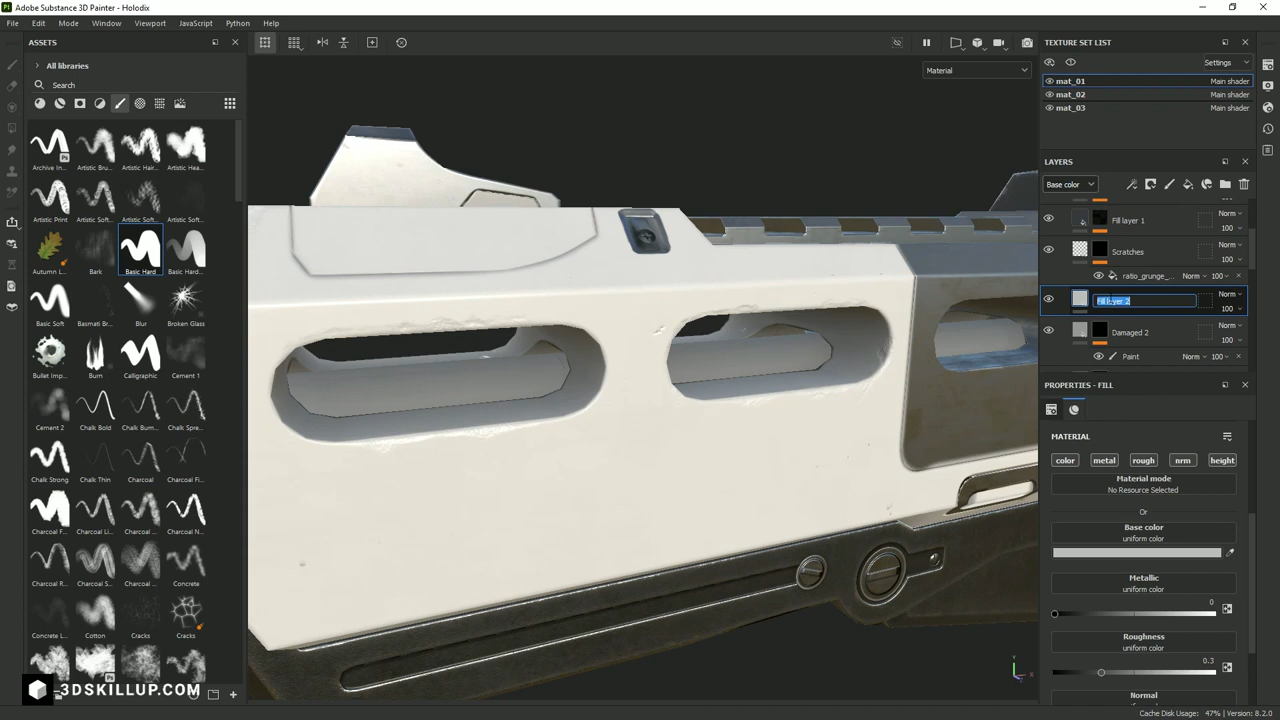 Adobe Substance 3D Painter - Holodix
File Edit Mode Window Viewport JavaScript Python Help
ASSETS
All libraries
Search
Archive In... Artistic Bru... Artistic Hair... Artistic Hea...
Artistic Print Artistic Soft... Artistic Soft... Artistic Soft...
Autumn L... Bark Basic Hard Basic Hard...
Basic Soft Basmati Br... Blur Broken Glass
Bullet Imp... Burn Calligraphic Cement 1
Cement 2 Chalk Bold Chalk Bum... Chalk Spre...
Chalk Strong Chalk Thin Charcoal Charcoal Fi...
Charcoal F... Charcoal Li... Charcoal M... Charcoal N...
Charcoal R... Charcoal S... Charcoal ... Concrete
Concrete L... Cotton Cracks Cracks
3DSKILLUP.COM
Material
TEXTURE SET LIST
Settings
mat_01 Main shader
mat_02 Main shader
mat_03 Main shader
LAYERS
Base color
Fill layer 1 Norm 100
Scratches Norm 100
ratio_grunge_... Norm 100
Fill layer 2 Norm 100
Damaged 2 Norm 100
Paint Norm 100
PROPERTIES - FILL
MATERIAL
color metal rough nrm height
Material mode
No Resource Selected
Or
Base color
uniform color
Metallic
uniform color
0
Roughness
uniform color
0.3
Normal
Cache Disk Usage: 47% | Version: 8.2.0